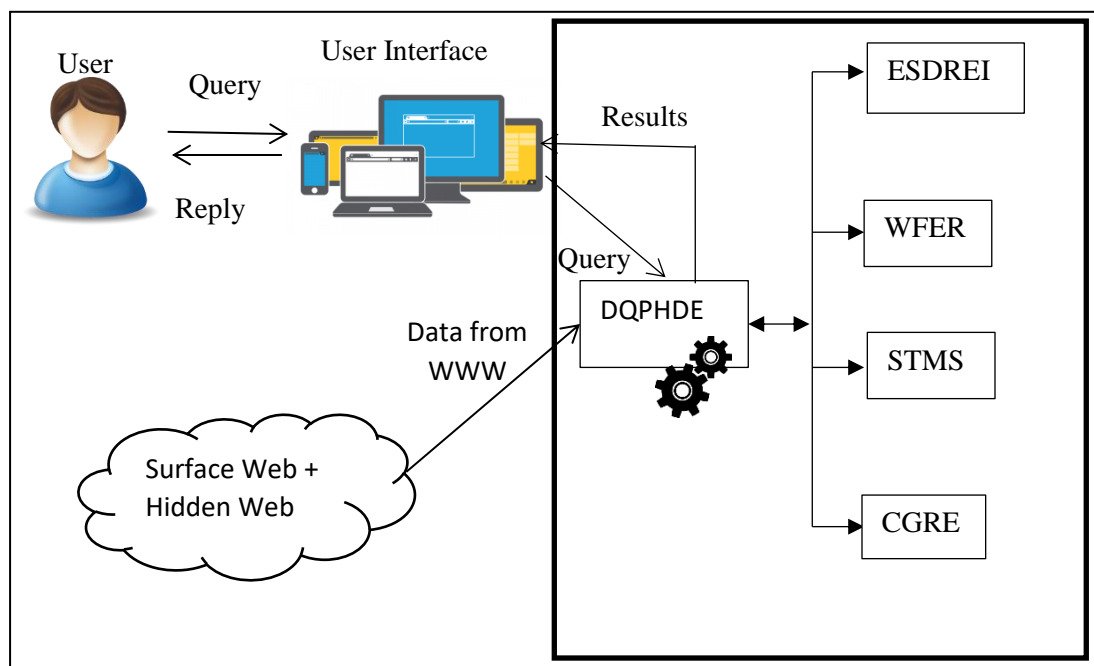 User
User Interface
Query
Reply
Results
Query
DQPHDE
Data from
WWW
Surface Web +
Hidden Web
ESDREI
WFER
STMS
CGRE